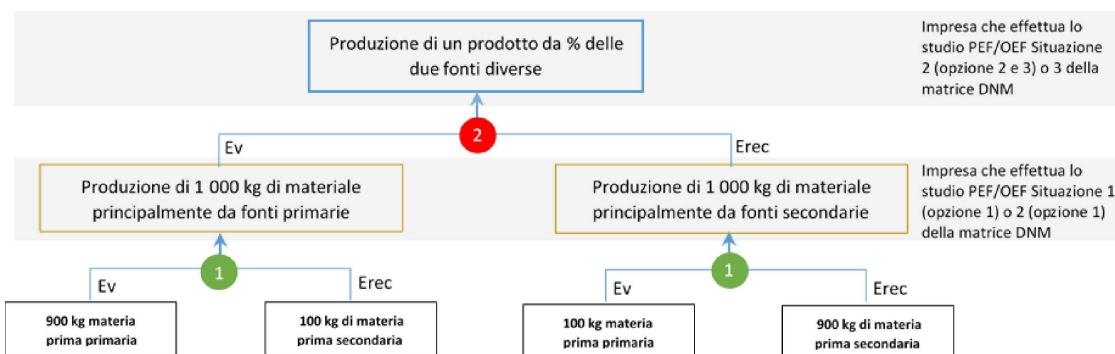 Produzione di un prodotto da % delle
due fonti diverse
Impresa che effettua lo
studio PEF/OEF Situazione
2 (opzione 2 e 3) o 3 della
matrice DNM
2
Ev
Erec
Produzione di 1 000 kg di materiale
principalmente da fonti primarie
Produzione di 1 000 kg di materiale
principalmente da fonti secondarie
Impresa che effettua lo
studio PEF/OEF Situazione 1
(opzione 1) o 2 (opzione 1)
della matrice DNM
1
1
Ev
Erec
Ev
Erec
900 kg materia
prima primaria
100 kg di materia
prima secondaria
100 kg materia
prima primaria
900 kg di materia
prima secondaria